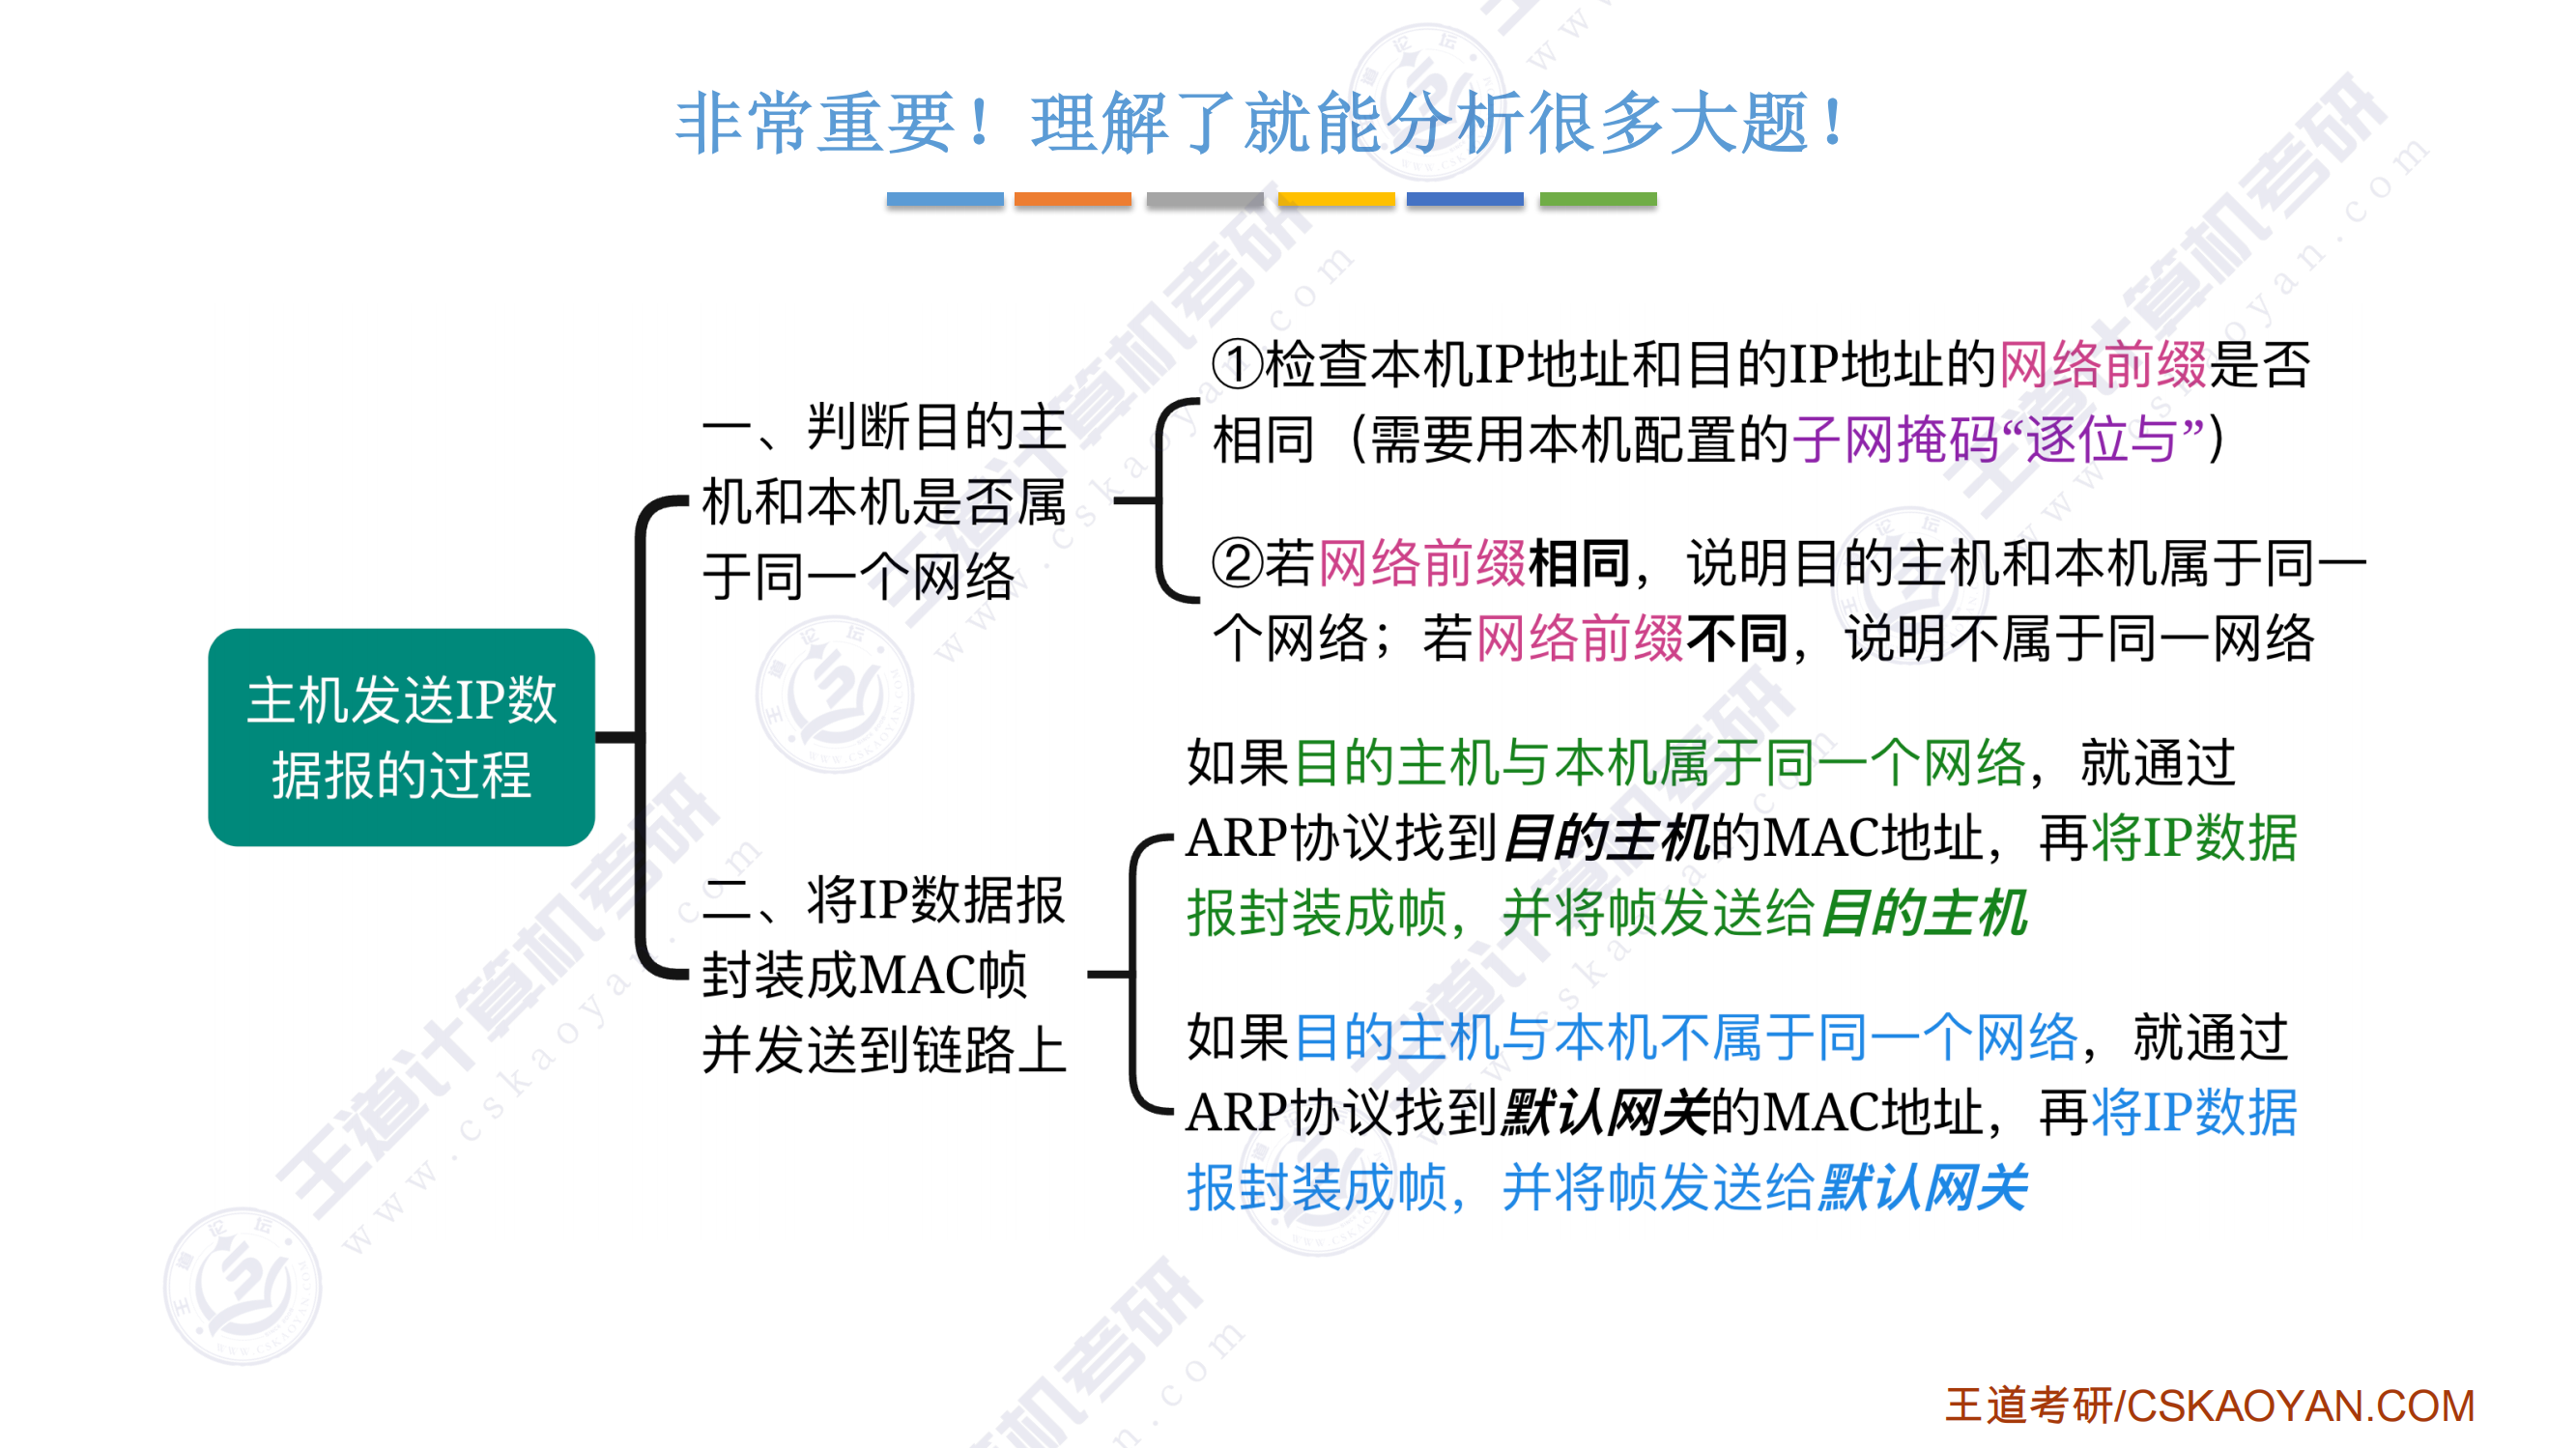 非常重要！理解了就能分析很多大题！
一、判断目的主
机和本机是否属
于同一个网络
①检查本机IP地址和目的IP地址的网络前缀是否
相同（需要用本机配置的子网掩码“逐位与”）
②若网络前缀相同，说明目的主机和本机属于同一
个网络；若网络前缀不同，说明不属于同一网络
主机发送IP数
据报的过程
二、将IP数据报
封装成MAC帧
并发送到链路上
如果目的主机与本机属于同一个网络，就通过
ARP协议找到目的主机的MAC地址，再将IP数据
报封装成帧，并将帧发送给目的主机
如果目的主机与本机不属于同一个网络，就通过
ARP协议找到默认网关的MAC地址，再将IP数据
报封装成帧，并将帧发送给默认网关
王道计算机考研
www.cskaoyan.com
王道考研/CSKAOYAN.COM